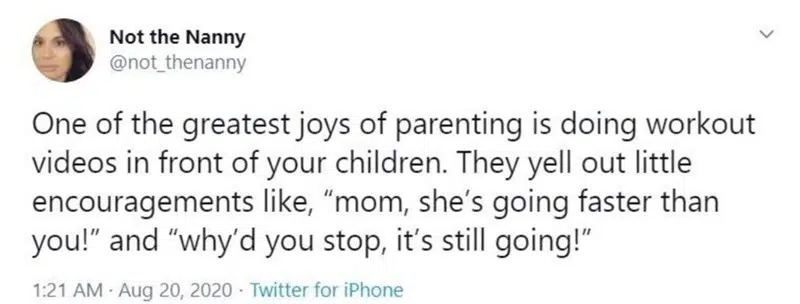 Not the Nanny
@not_thenanny
One of the greatest joys of parenting is doing workout
videos in front of your children. They yell out little
encouragements like, “mom, she’s going faster than
you!” and “why’d you stop, it’s still going!”
1:21 AM · Aug 20, 2020 · Twitter for iPhone